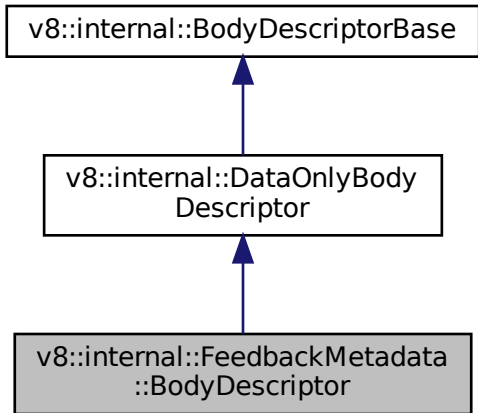 v8::internal::BodyDescriptorBase
v8::internal::DataOnlyBody
Descriptor
v8::internal::FeedbackMetadata
::BodyDescriptor